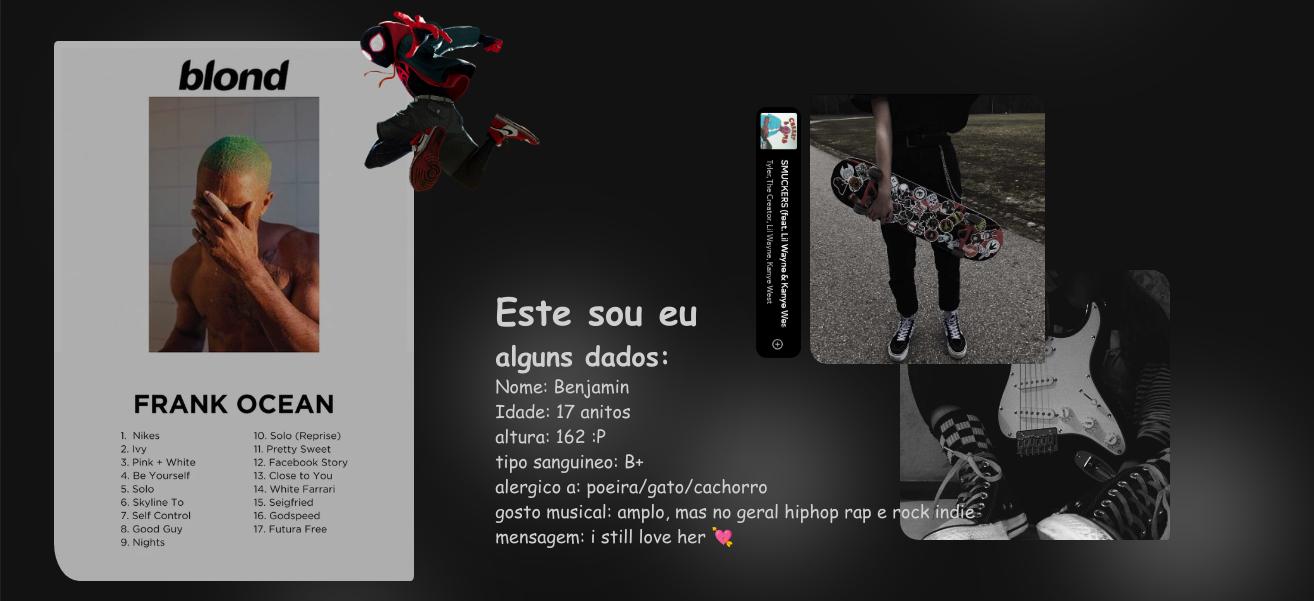 blond
FRANK OCEAN
1. Nikes
2. Ivy
3. Pink + White
4. Be Yourself
5. Solo
6. Skyline To
7. Self Control
8. Good Guy
9. Nights
10. Solo (Reprise)
11. Pretty Sweet
12. Facebook Story
13. Close to You
14. White Farrari
15. Seigfried
16. Godspeed
17. Futura Free
Este sou eu
alguns dados:
Nome: Benjamin
Idade: 17 anitos
altura: 162 :P
tipo sanguineo: B+
alergico a: poeira/gato/cachorro
gosto musical: amplo, mas no geral hiphop rap e rock indie
mensagem: i still love her 💘
CHERRY BOMB
SMUCKERS (feat. Lil Wayne & Kanye Wes
Tyler, The Creator, Lil Wayne, Kanye West